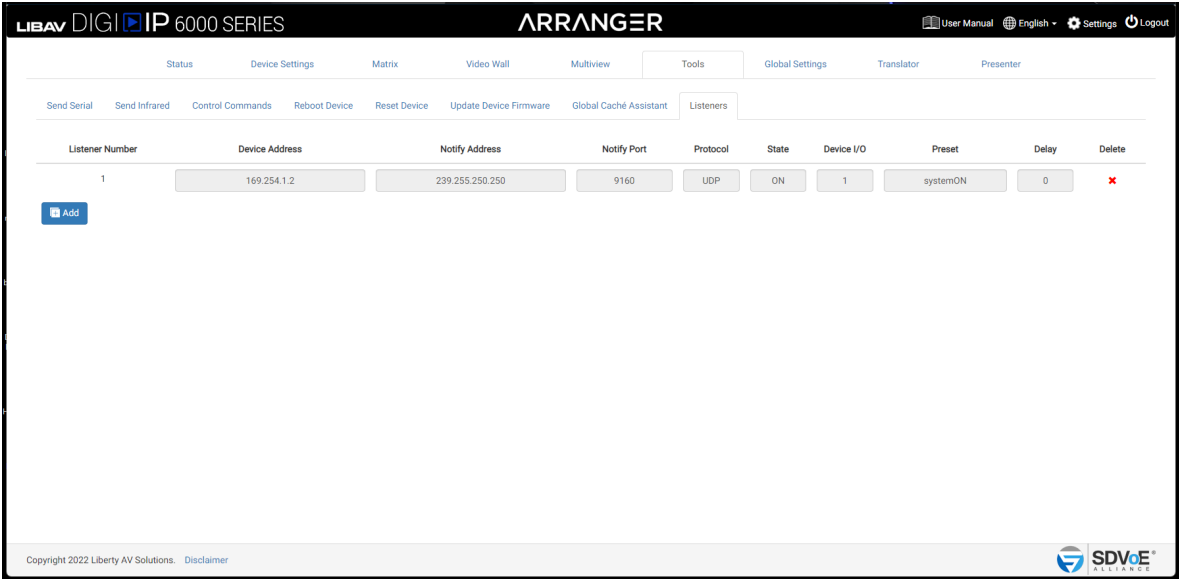 LIBAV DIGI IP 6000 SERIES ARRANGER User Manual English Settings Logout
Status Device Settings Matrix Video Wall Multiview Tools Global Settings Translator Presenter
Send Serial Send Infrared Control Commands Reboot Device Reset Device Update Device Firmware Global Caché Assistant Listeners
Listener Number Device Address Notify Address Notify Port Protocol State Device I/O Preset Delay Delete
1 169.254.1.2 239.255.250.250 9160 UDP ON 1 systemON 0
Add
Copyright 2022 Liberty AV Solutions. Disclaimer SDVoE
ALLIANCE